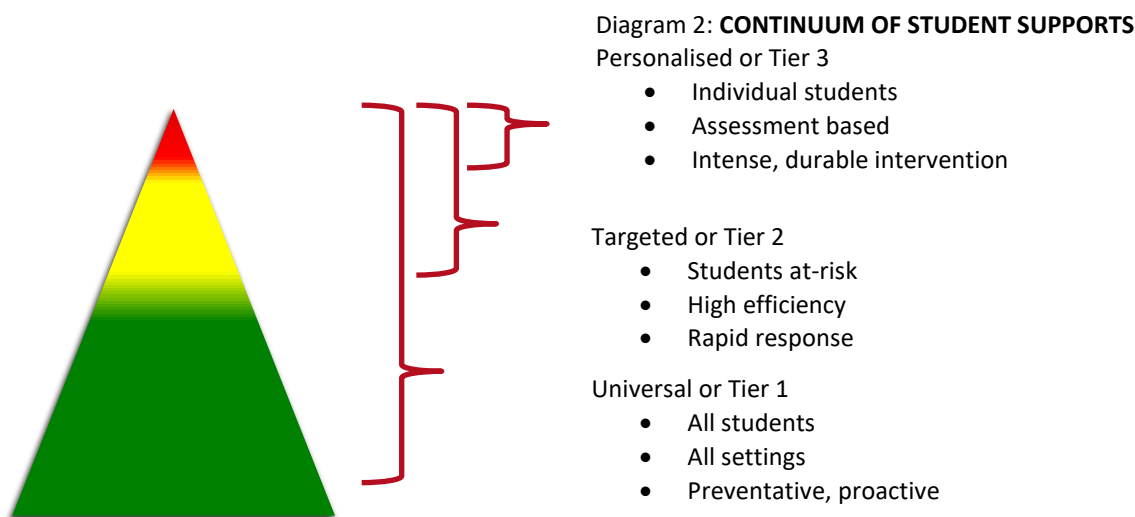 Diagram 2: CONTINUUM OF STUDENT SUPPORTS
Personalised or Tier 3
• Individual students
• Assessment based
• Intense, durable intervention
Targeted or Tier 2
• Students at-risk
• High efficiency
• Rapid response
Universal or Tier 1
• All students
• All settings
• Preventative, proactive